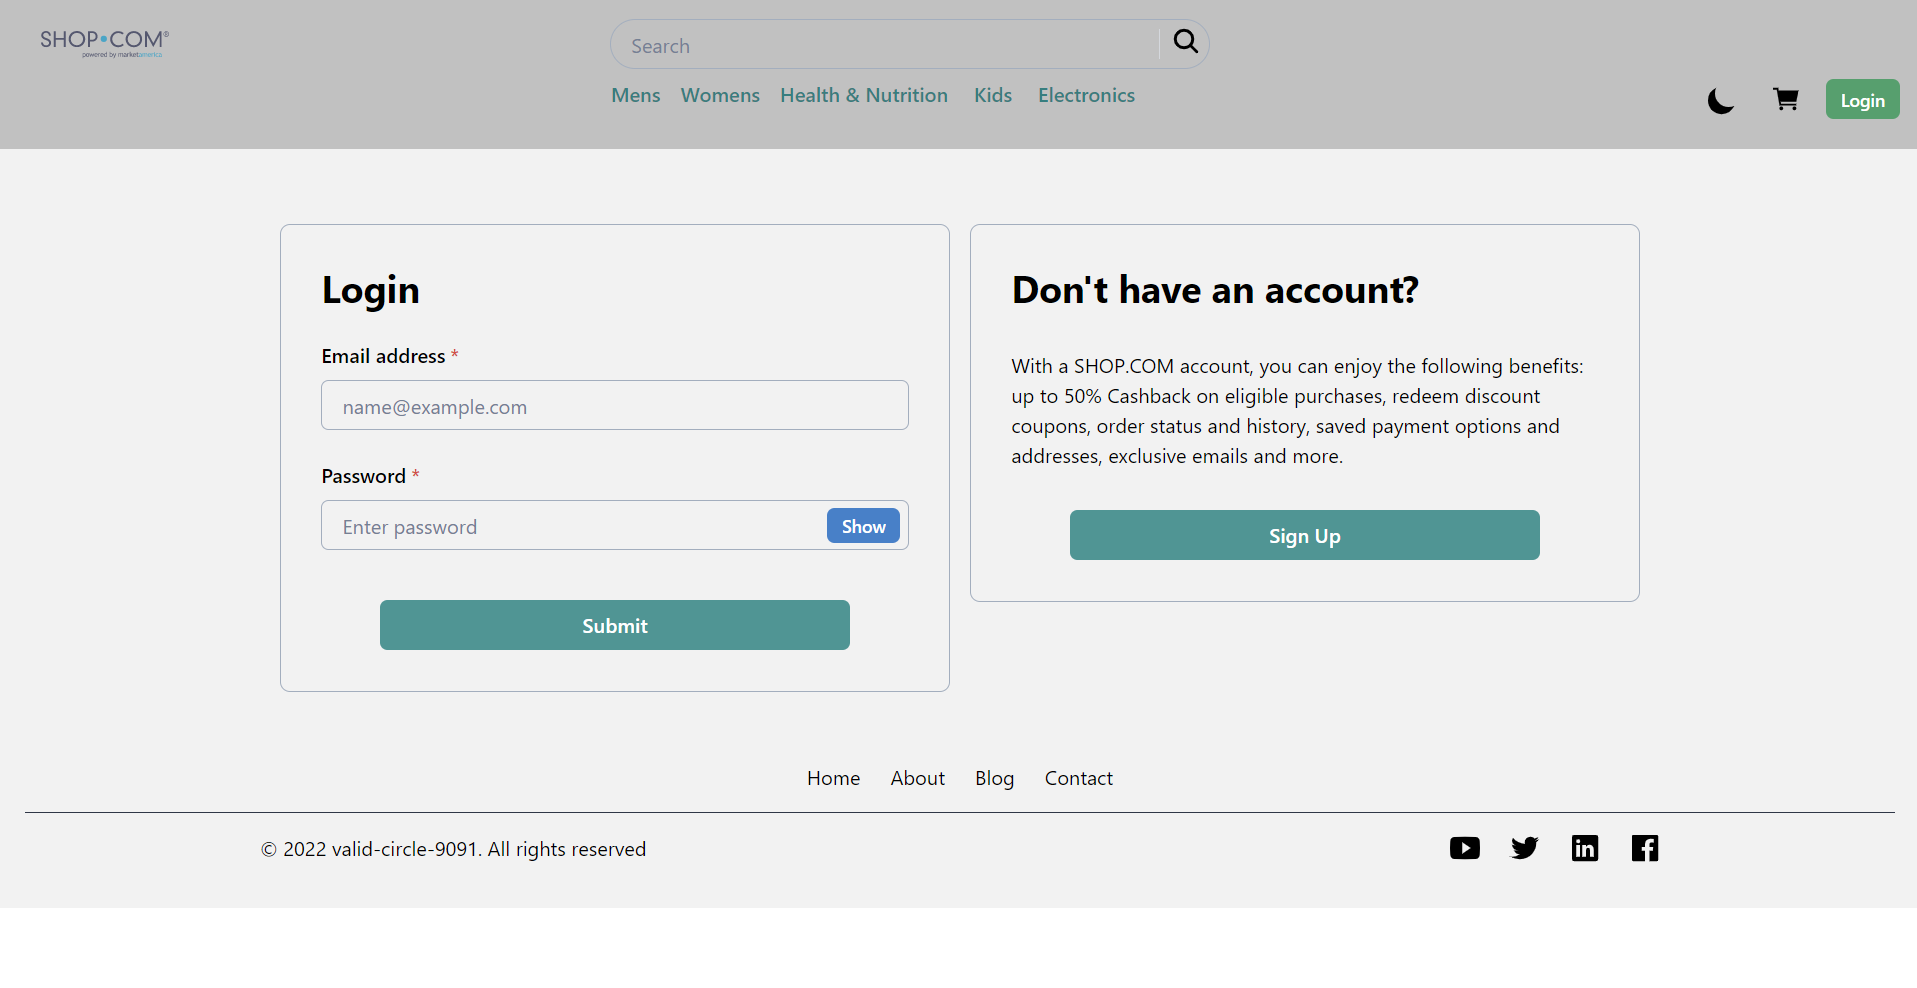 SHOP•COM®
powered by marketamerica
Search
Mens Womens Health & Nutrition Kids Electronics
Login
Login
Email address *
name@example.com
Password *
Enter password
Show
Submit
Don't have an account?
With a SHOP.COM account, you can enjoy the following benefits:
up to 50% Cashback on eligible purchases, redeem discount
coupons, order status and history, saved payment options and
addresses, exclusive emails and more.
Sign Up
Home About Blog Contact
© 2022 valid-circle-9091. All rights reserved